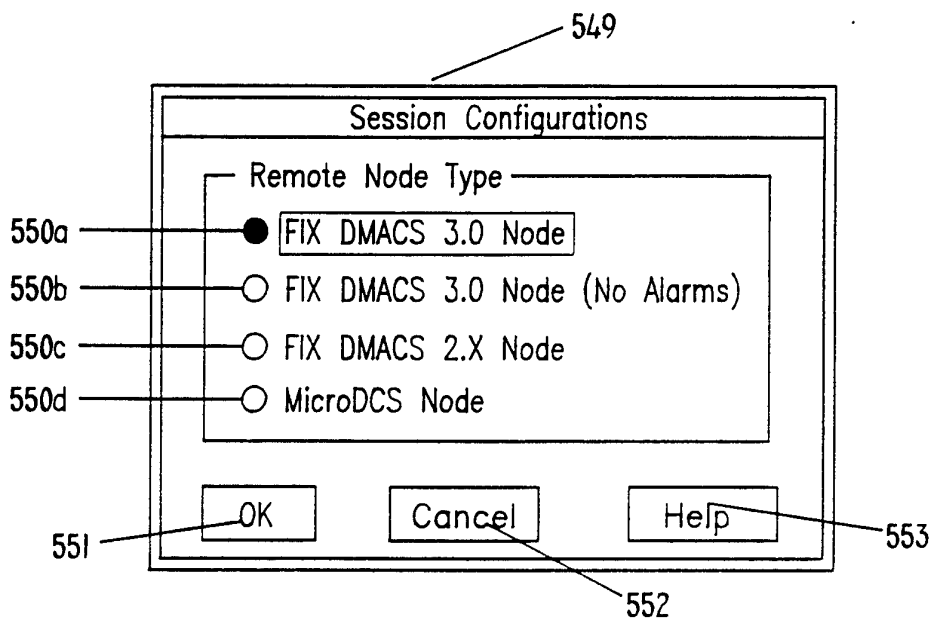 549
Session Configurations
Remote Node Type
550a FIX DMACS 3.0 Node
550b FIX DMACS 3.0 Node (No Alarms)
550c FIX DMACS 2.X Node
550d MicroDCS Node
OK Cancel Help
551 553
552